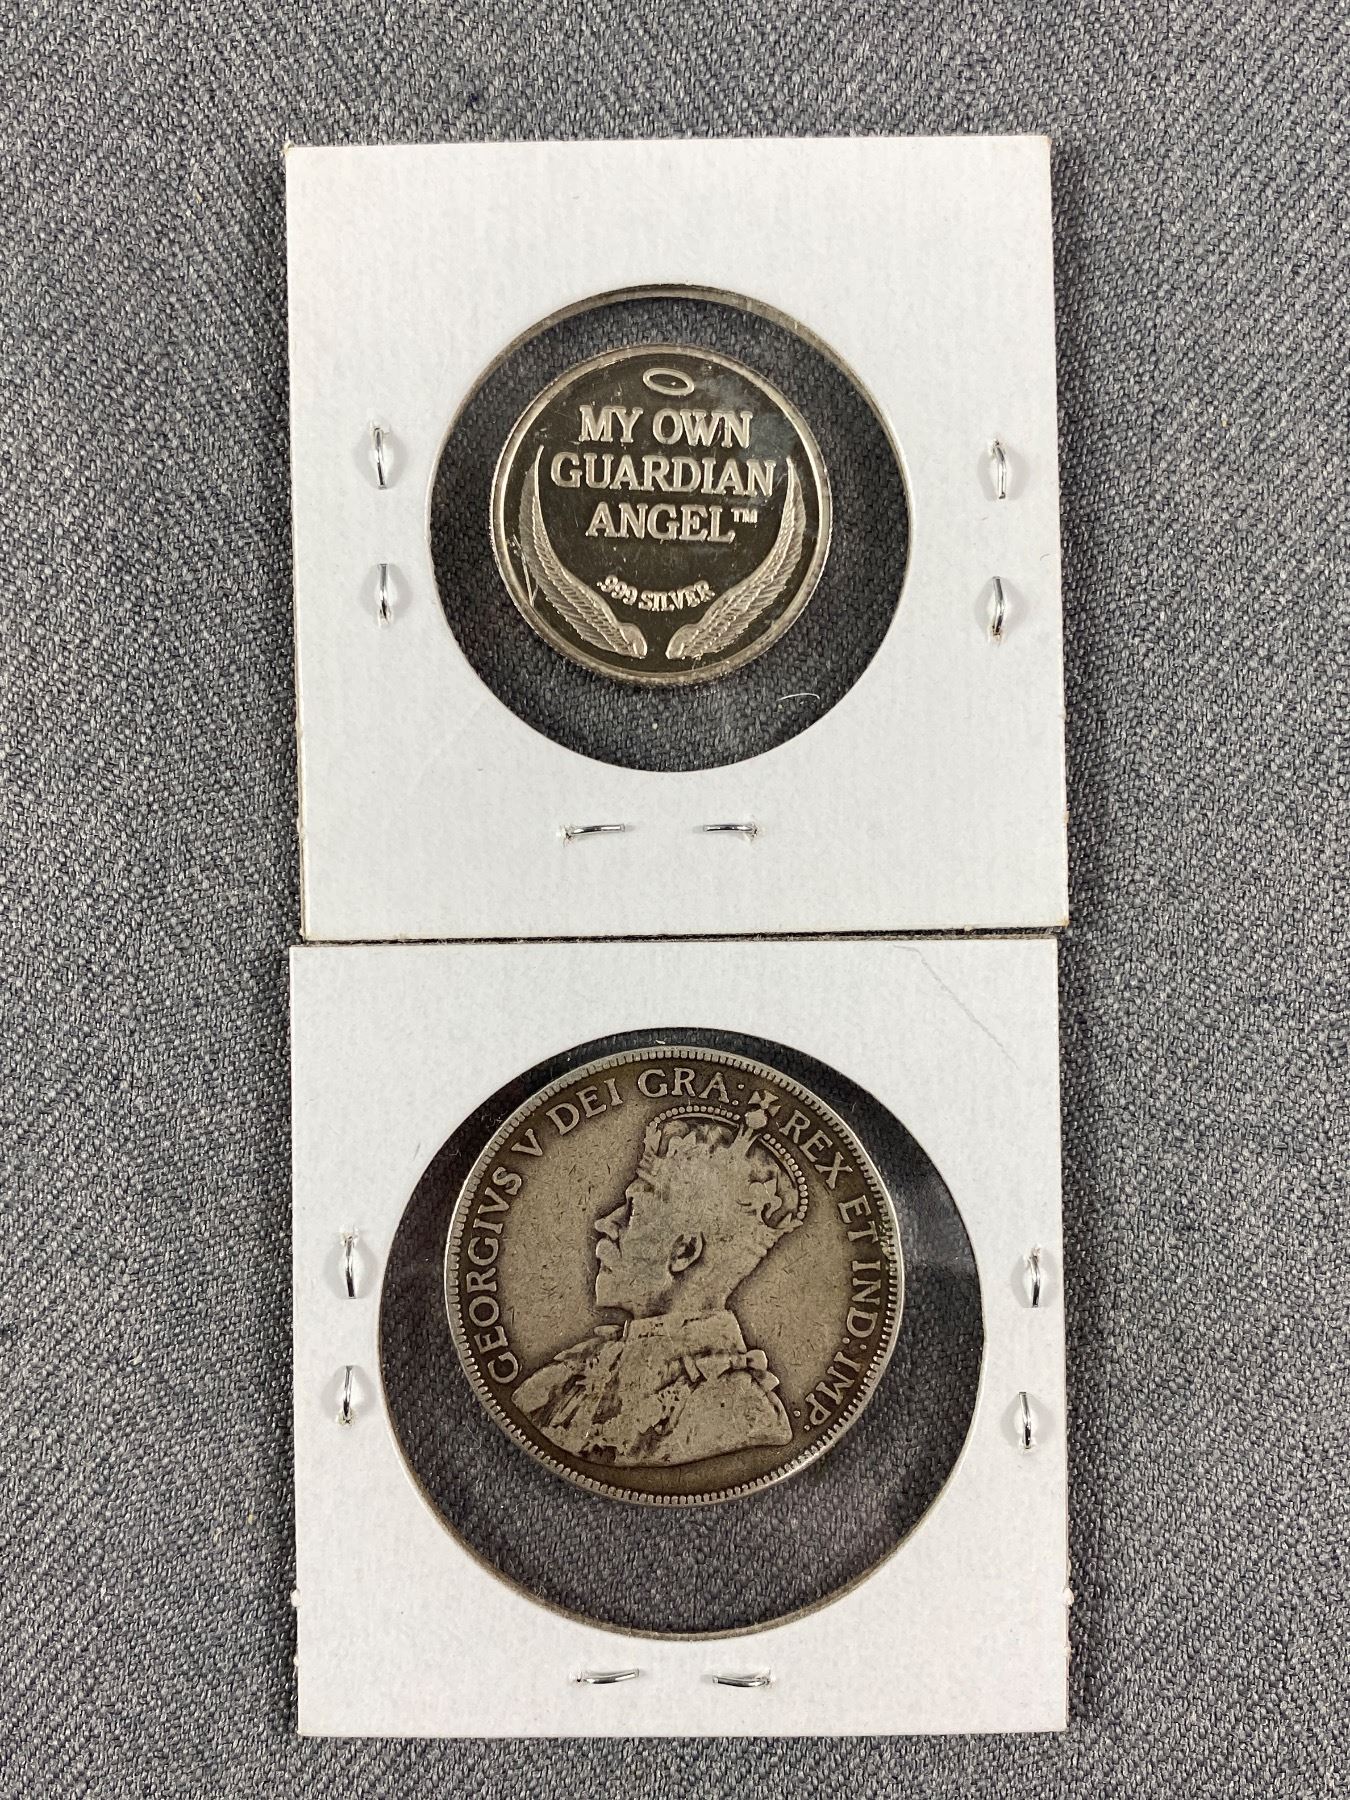 MY OWN
GUARDIAN
ANGEL™
.999 SILVER
GEORGIVS V DEI GRA: REX ET IND: IMP: